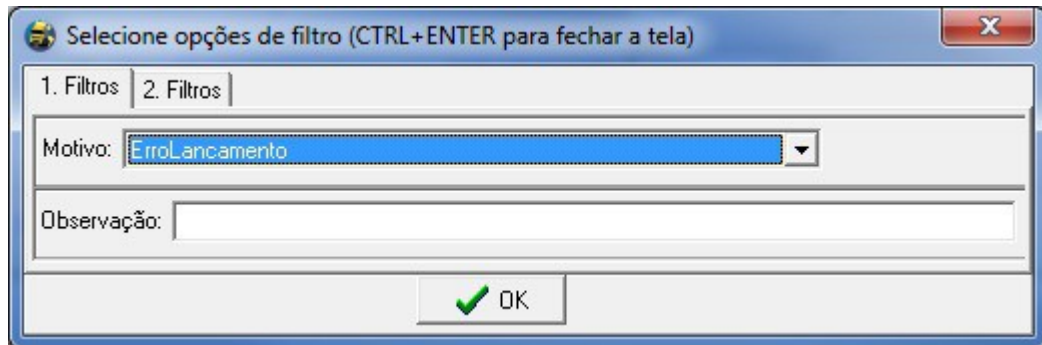 Selecione opções de filtro (CTRL+ENTER para fechar a tela)
1. Filtros 2. Filtros
Motivo: ErroLancamento
Observação:
OK